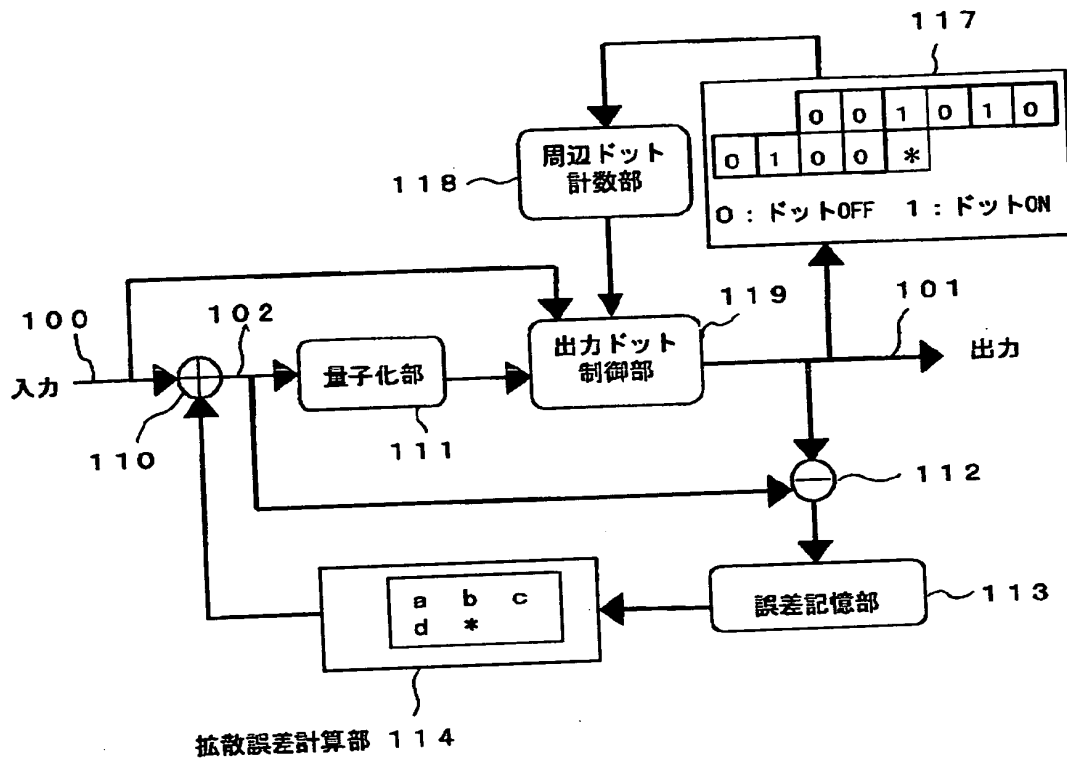 117
0 0 1 0 1 0
0 1 0 0 *
0:ドットOFF 1:ドットON
周辺ドット
計数部
118
119
101
100
102
入力
量子化部
出力ドット
制御部
出力
110
111
112
a b c
d *
誤差記憶部
113
拡散誤差計算部 114